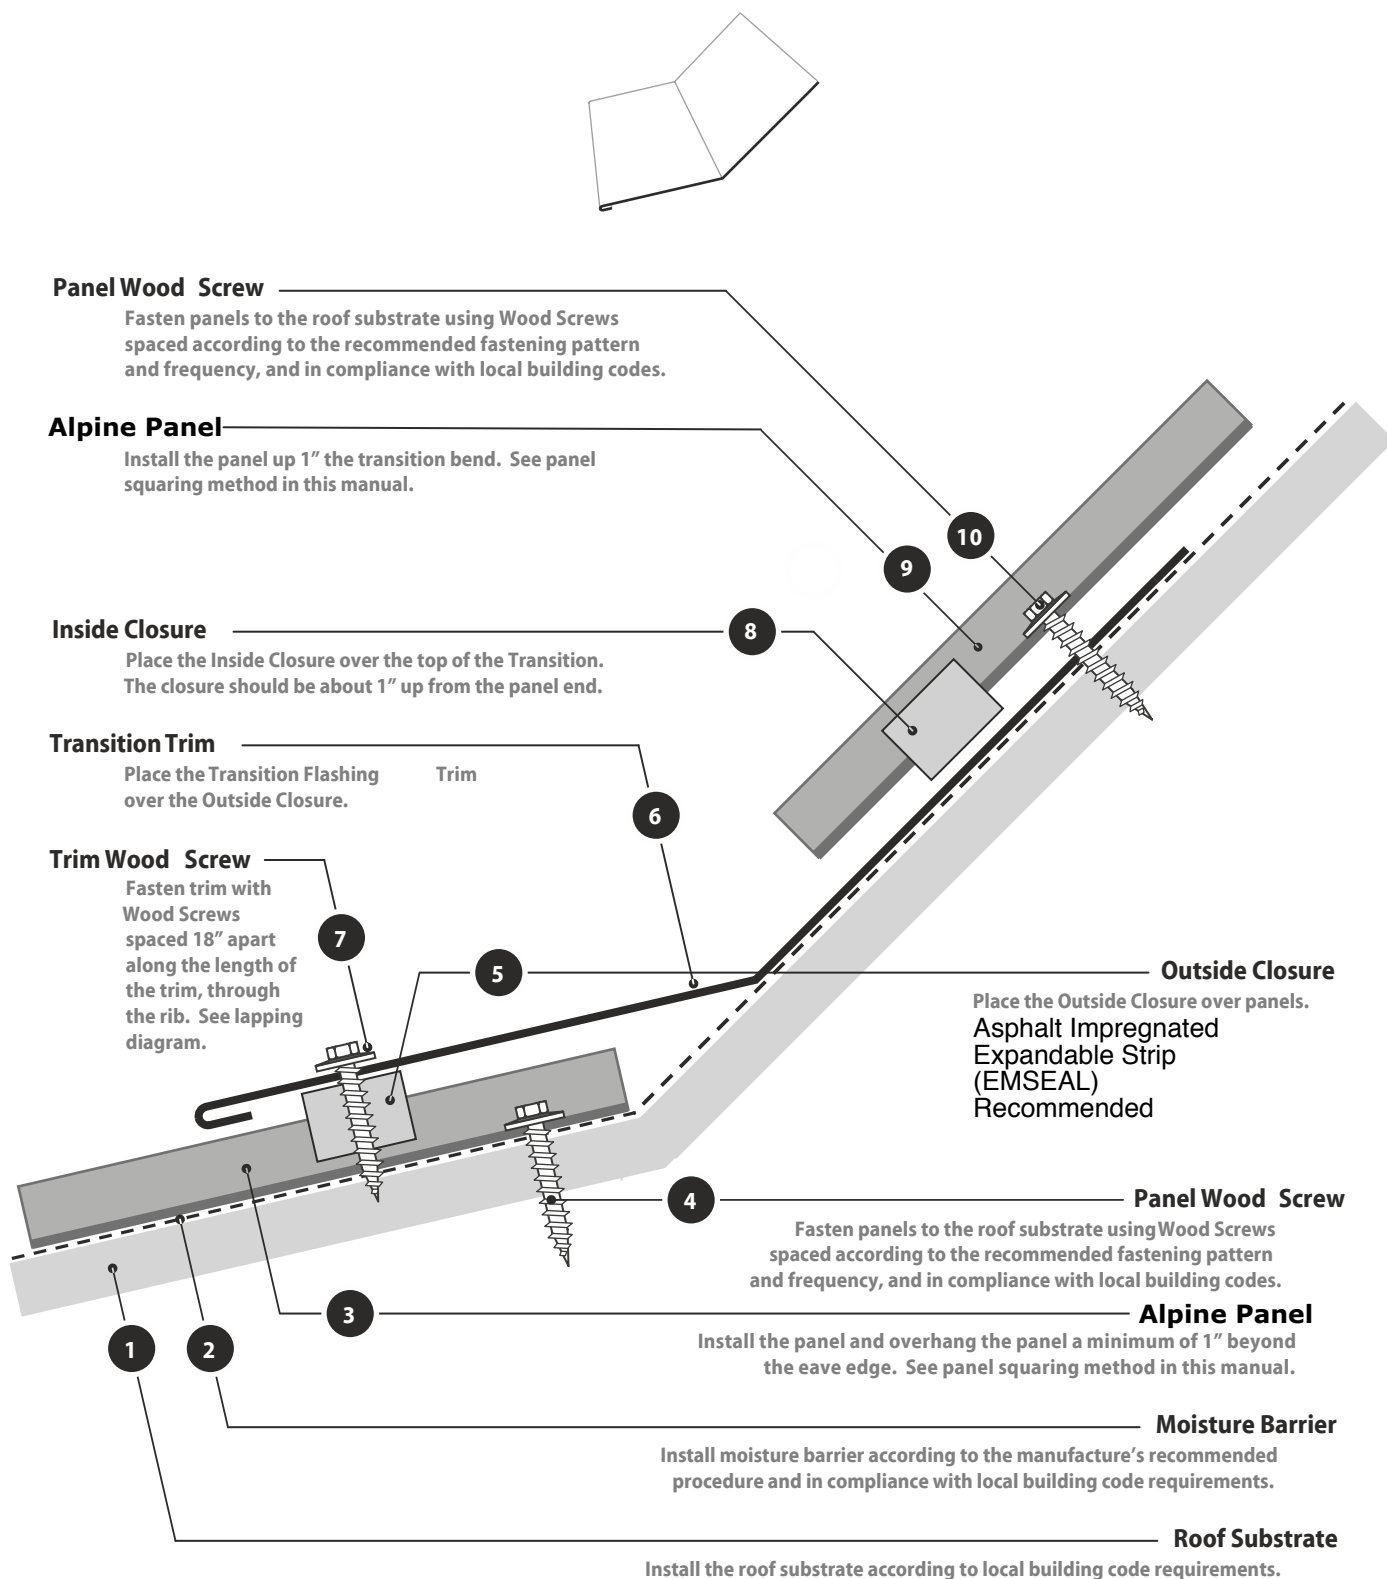 Panel Wood Screw
Fasten panels to the roof substrate using Wood Screws
spaced according to the recommended fastening pattern
and frequency, and in compliance with local building codes.
Alpine Panel
Install the panel up 1” the transition bend. See panel
squaring method in this manual.
10
9
Inside Closure
8
Place the Inside Closure over the top of the Transition.
The closure should be about 1” up from the panel end.
Transition Trim
Place the Transition Flashing Trim
over the Outside Closure.
6
Trim Wood Screw
Fasten trim with
Wood Screws
spaced 18” apart
along the length of
the trim, through
the rib. See lapping
diagram.
7
5
Outside Closure
Place the Outside Closure over panels.
Asphalt Impregnated
Expandable Strip
(EMSEAL)
Recommended
4
Panel Wood Screw
Fasten panels to the roof substrate using Wood Screws
spaced according to the recommended fastening pattern
and frequency, and in compliance with local building codes.
3
Alpine Panel
Install the panel and overhang the panel a minimum of 1” beyond
the eave edge. See panel squaring method in this manual.
1
2
Moisture Barrier
Install moisture barrier according to the manufacture’s recommended
procedure and in compliance with local building code requirements.
Roof Substrate
Install the roof substrate according to local building code requirements.